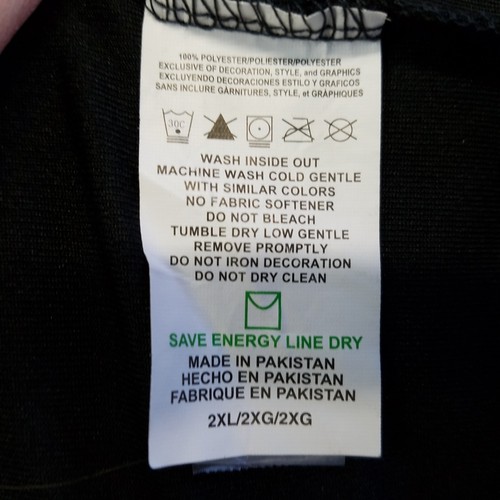 100% POLYESTER/POLIESTER/POLYESTER
EXCLUSIVE OF DECORATION, STYLE, and GRAPHICS
EXCLUYENDO DECORACIONES ESTILO Y GRAFICOS
SANS INCLURE GÀRNITURES, STYLE, et GRÀPHIQUES
30C
WASH INSIDE OUT
MACHINE WASH COLD GENTLE
WITH SIMILAR COLORS
NO FABRIC SOFTENER
DO NOT BLEACH
TUMBLE DRY LOW GENTLE
REMOVE PROMPTLY
DO NOT IRON DECORATION
DO NOT DRY CLEAN
SAVE ENERGY LINE DRY
MADE IN PAKISTAN
HECHO EN PAKISTAN
FABRIQUE EN PAKISTAN
2XL/2XG/2XG